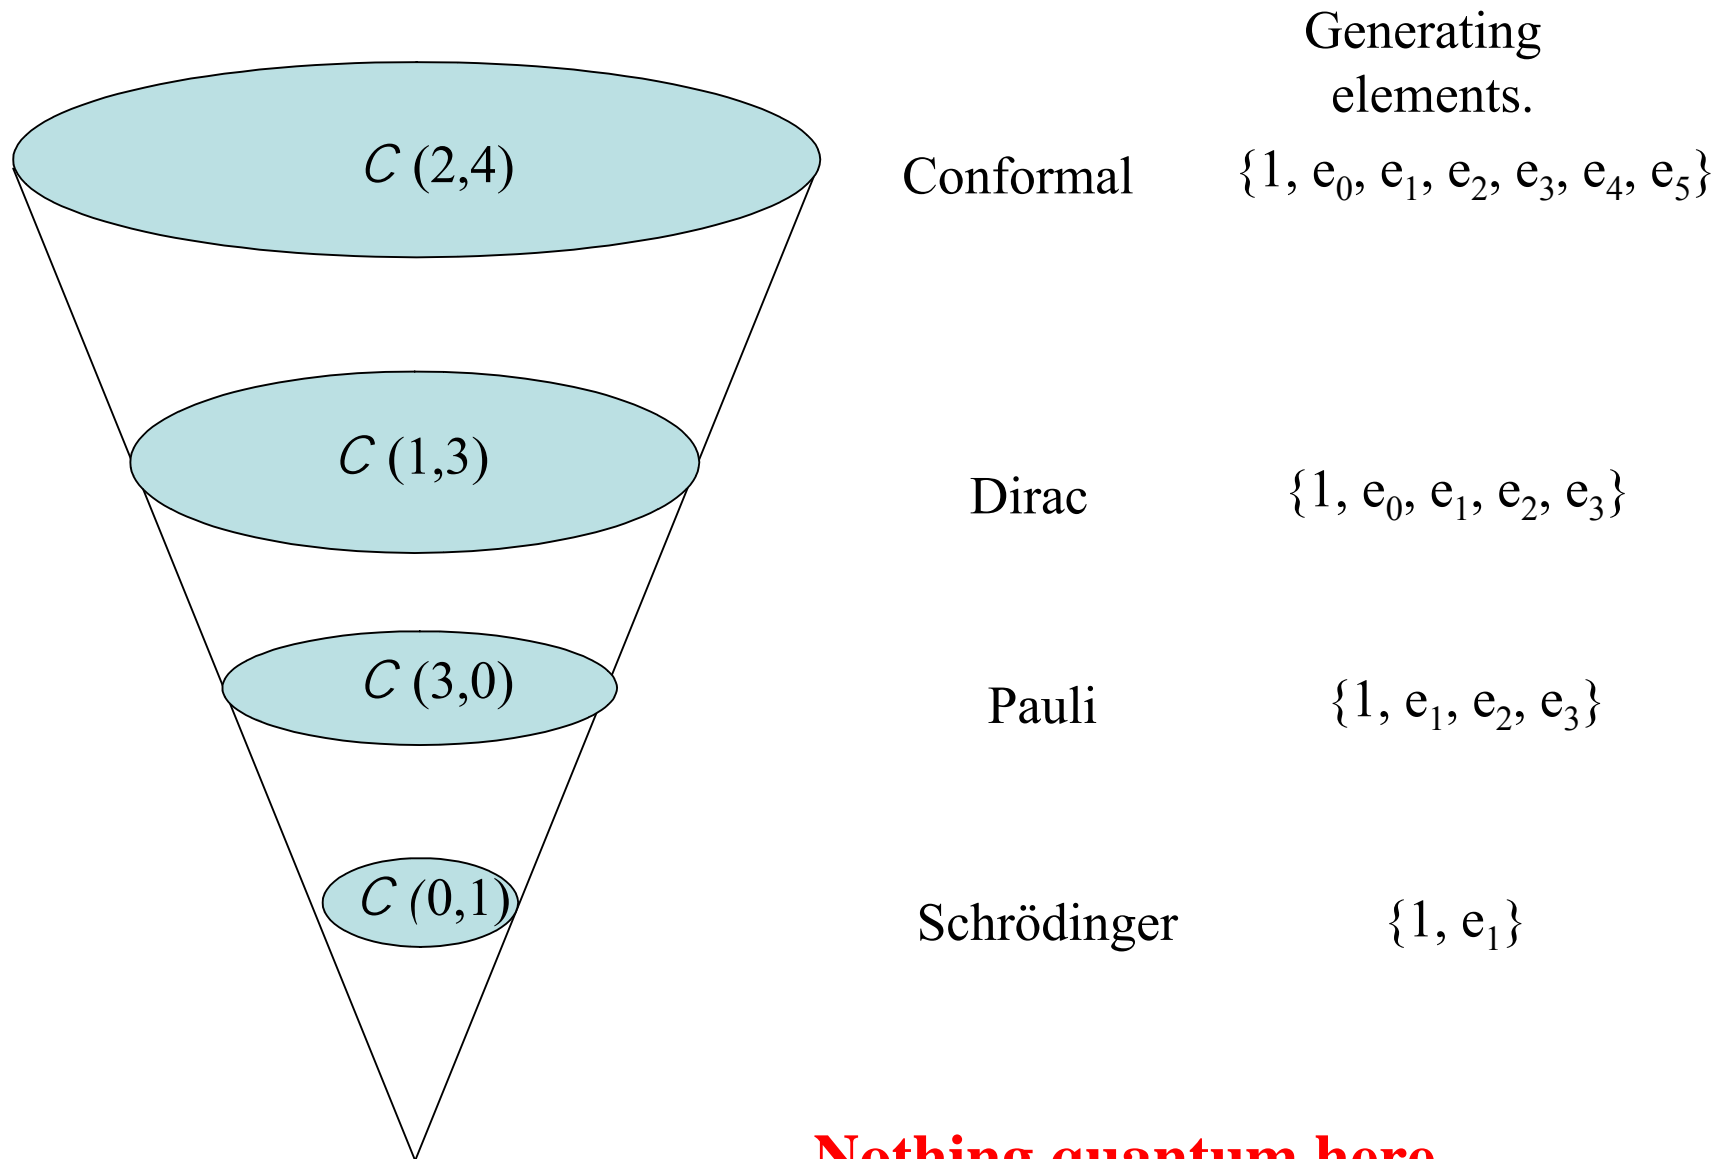 Generating
elements.
C (2,4) Conformal {1, e₀, e₁, e₂, e₃, e₄, e₅}
C (1,3) Dirac {1, e₀, e₁, e₂, e₃}
C (3,0) Pauli {1, e₁, e₂, e₃}
C (0,1) Schrödinger {1, e₁}
Nothing quantum here